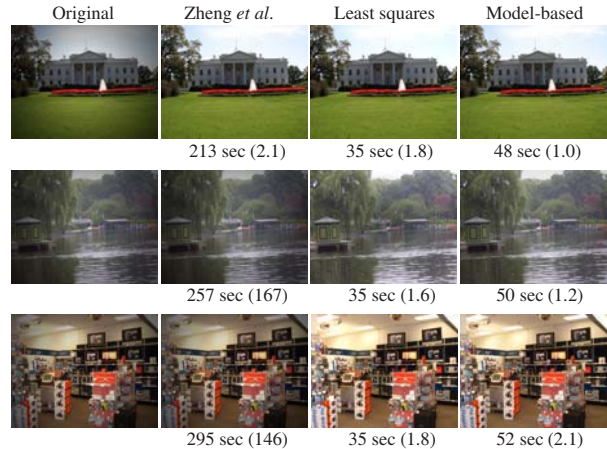 Original Zheng et al. Least squares Model-based
213 sec (2.1) 35 sec (1.8) 48 sec (1.0)
257 sec (167) 35 sec (1.6) 50 sec (1.2)
295 sec (146) 35 sec (1.8) 52 sec (2.1)